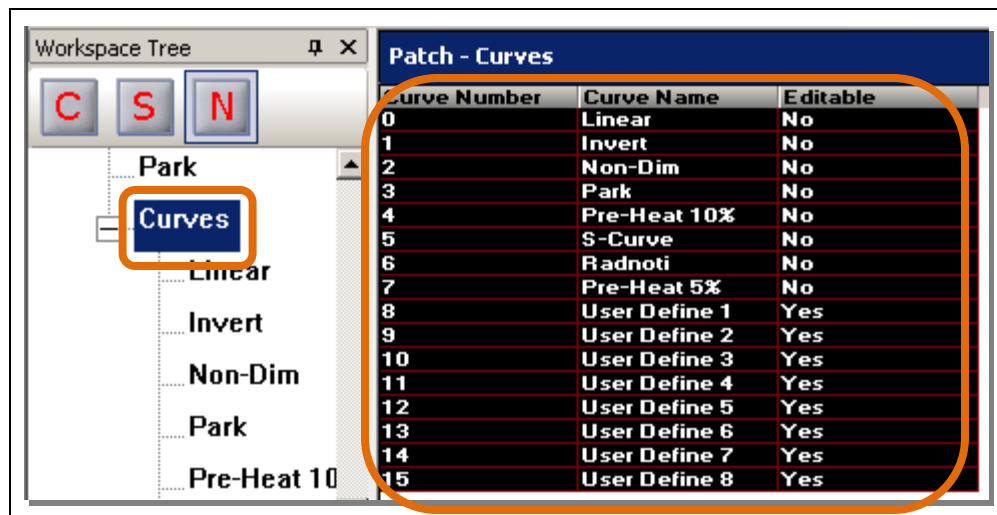 Workspace Tree
C S N
Park
Curves
Linear
Invert
Non-Dim
Park
Pre-Heat 10
Patch - Curves
Curve Number Curve Name Editable
0 Linear No
1 Invert No
2 Non-Dim No
3 Park No
4 Pre-Heat 10% No
5 S-Curve No
6 Radnoti No
7 Pre-Heat 5% No
8 User Define 1 Yes
9 User Define 2 Yes
10 User Define 3 Yes
11 User Define 4 Yes
12 User Define 5 Yes
13 User Define 6 Yes
14 User Define 7 Yes
15 User Define 8 Yes